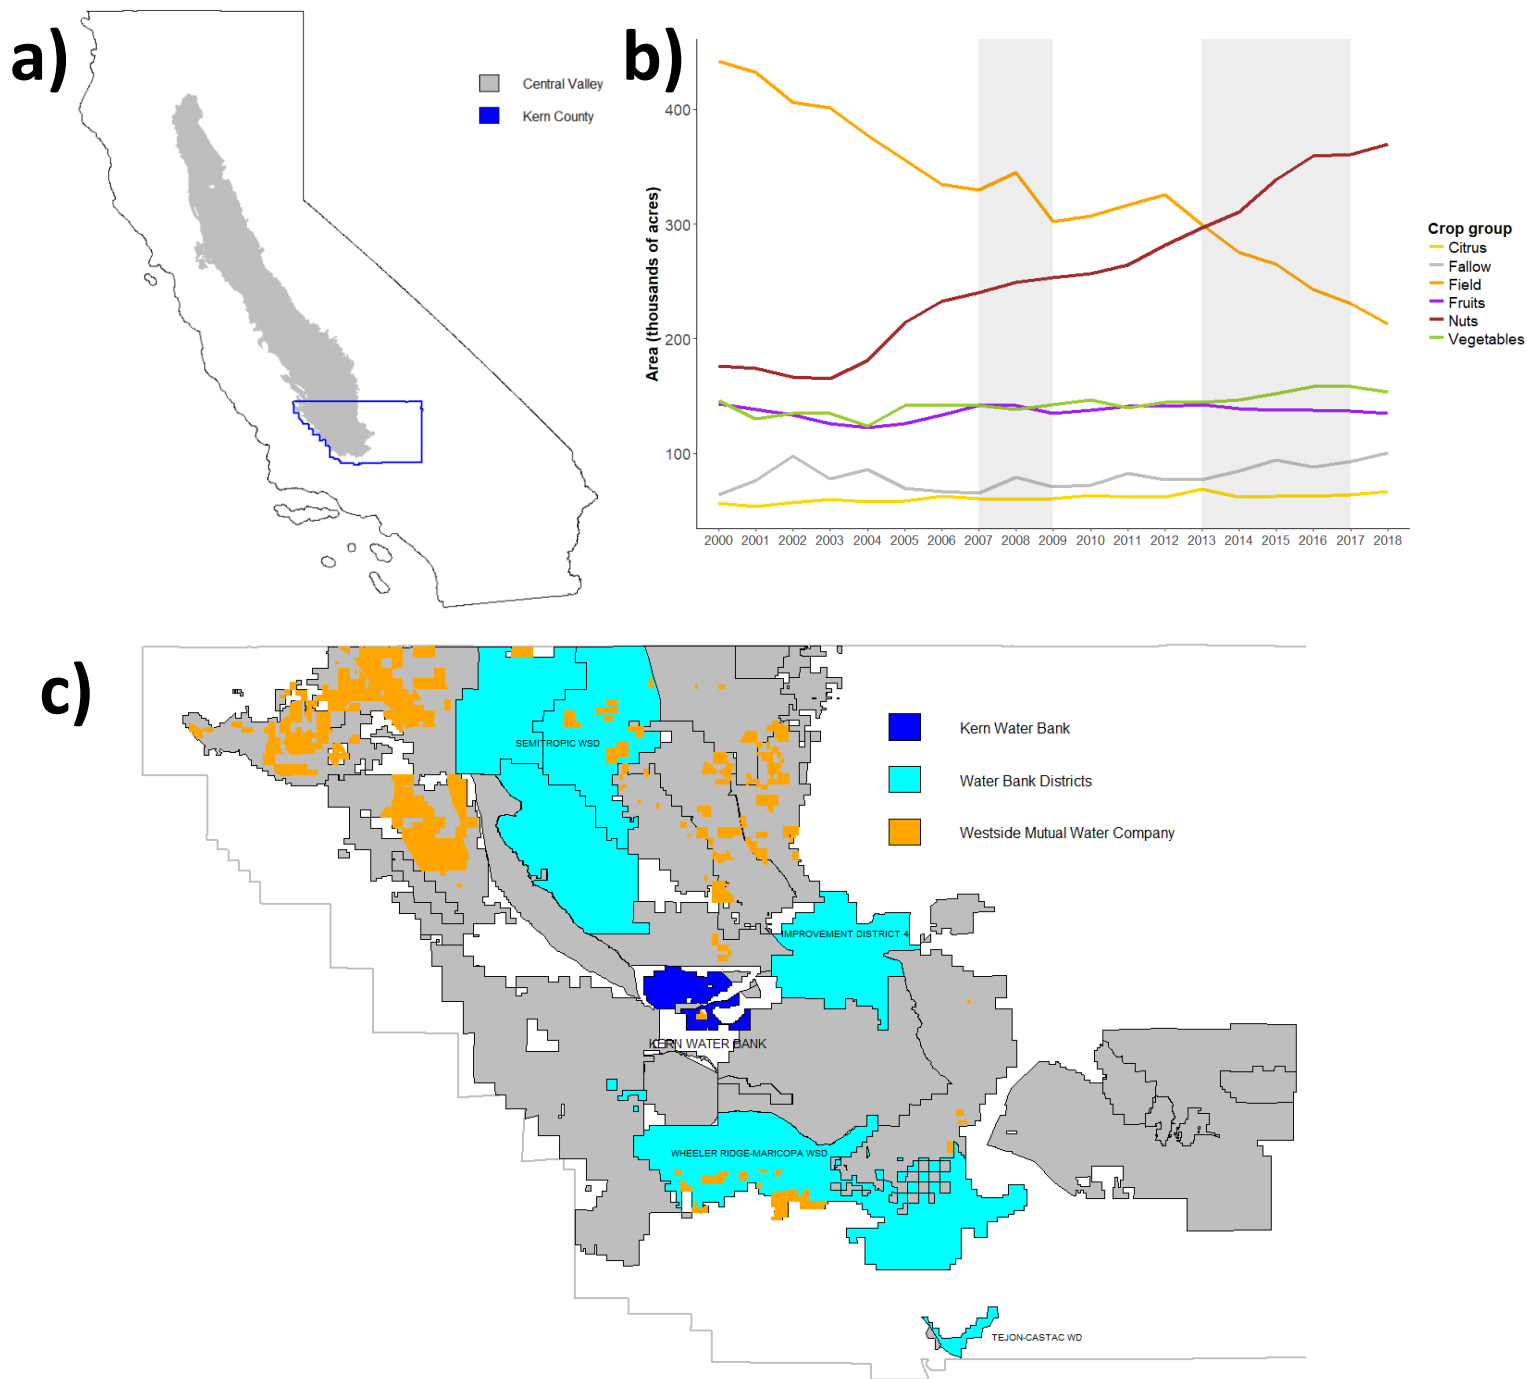 a)
Central Valley
Kern County
b)
Area (thousands of acres)
400
300
200
100
2000 2001 2002 2003 2004 2005 2006 2007 2008 2009 2010 2011 2012 2013 2014 2015 2016 2017 2018
Crop group
Citrus
Fallow
Field
Fruits
Nuts
Vegetables
c)
Kern Water Bank
Water Bank Districts
Westside Mutual Water Company
SEMITROPIC WSD
IMPROVEMENT DISTRICT 4
KERN WATER BANK
WHEELER RIDGE-MARICOPA WSD
TEJON-CASTAC WD